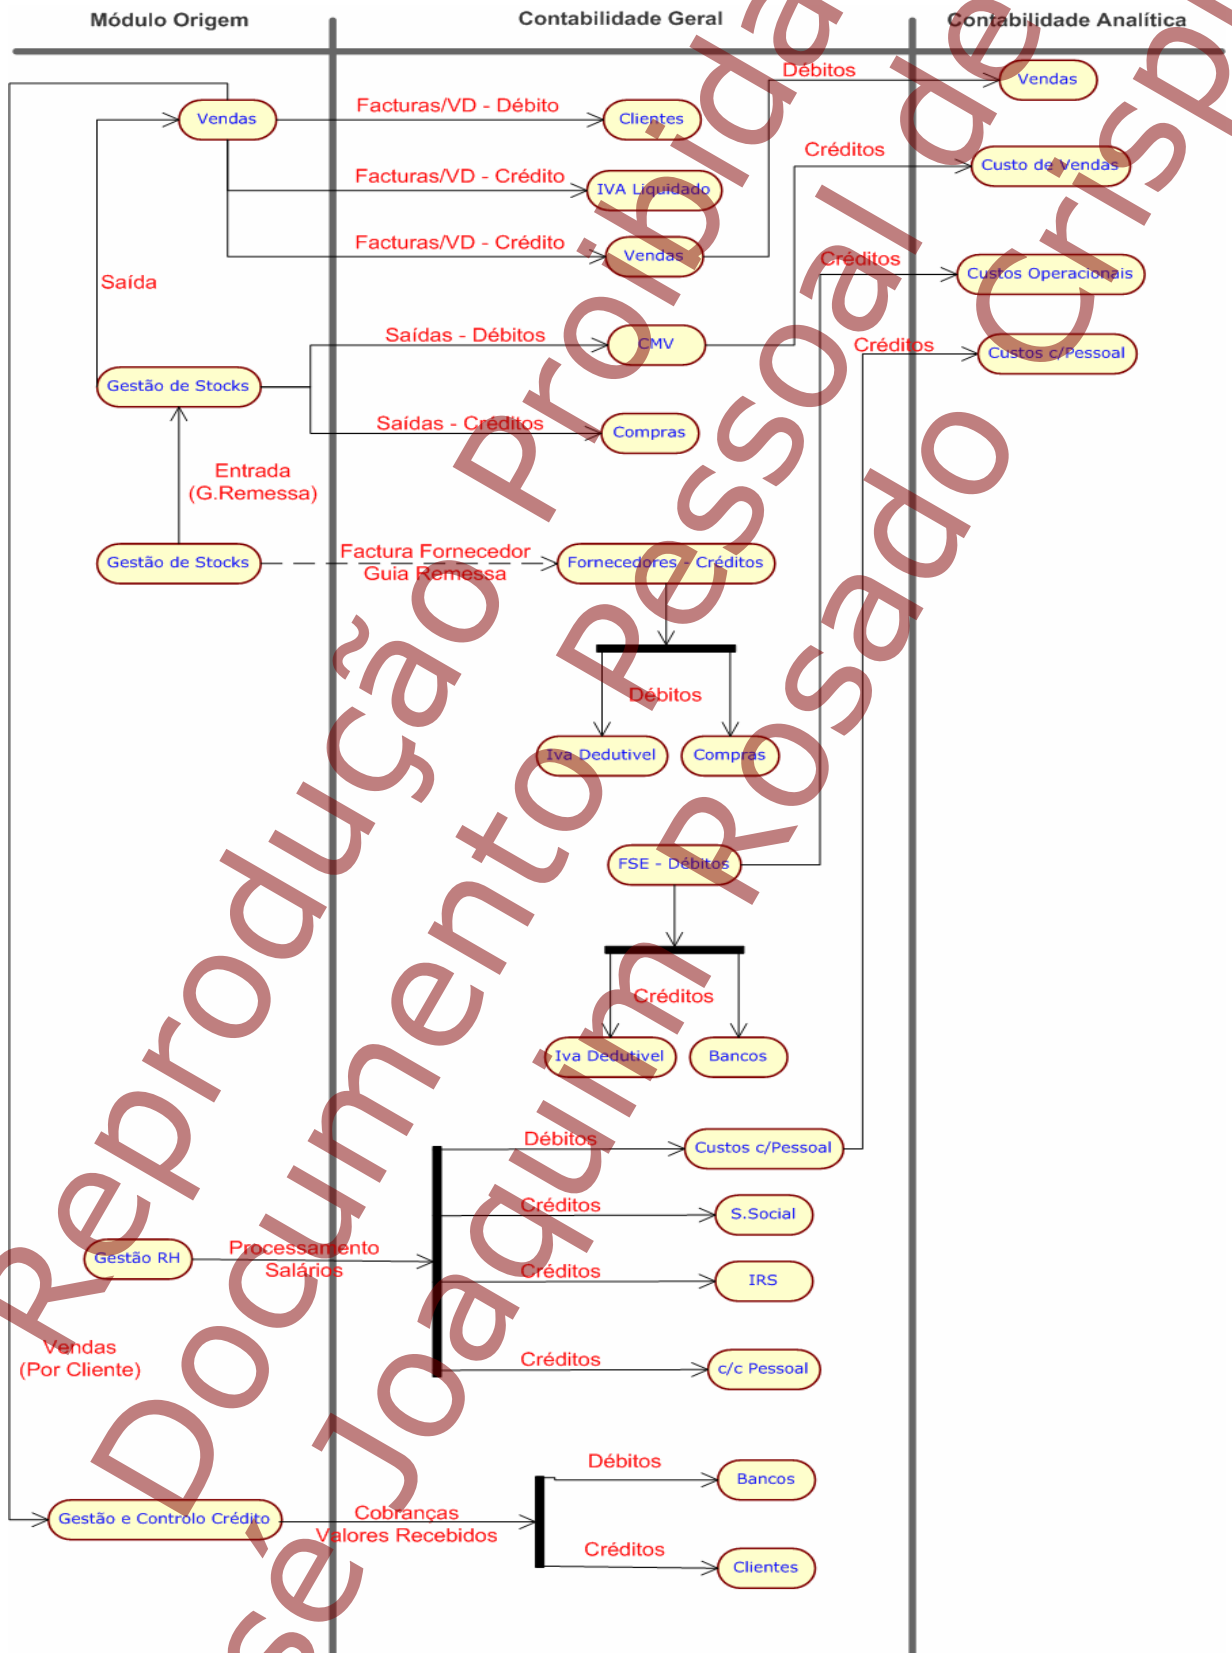 Módulo Origem
Contabilidade Geral
Contabilidade Analítica
Débitos
Vendas
Vendas
Facturas/VD - Débito
Clientes
Créditos
Custo de Vendas
Facturas/VD - Crédito
IVA Liquidado
Facturas/VD - Crédito
Vendas
Créditos
Custos Operacionais
Saída
Saídas - Débitos
CMV
Créditos
Custos c/Pessoal
Gestão de Stocks
Saídas - Créditos
Compras
Entrada
(G.Remessa)
Gestão de Stocks
Factura Fornecedor
Guia Remessa
Fornecedores - Créditos
Débitos
Iva Dedutivel
Compras
FSE - Débitos
Créditos
Iva Dedutivel
Bancos
Débitos
Custos c/Pessoal
Créditos
S.Social
Gestão RH
Processamento
Salários
Créditos
IRS
Vendas
(Por Cliente)
Créditos
c/c Pessoal
Débitos
Bancos
Gestão e Controlo Crédito
Cobranças
Valores Recebidos
Créditos
Clientes
Reprodução Proibida
Documento Pessoal de
sé Joaquim Rosado Crisp